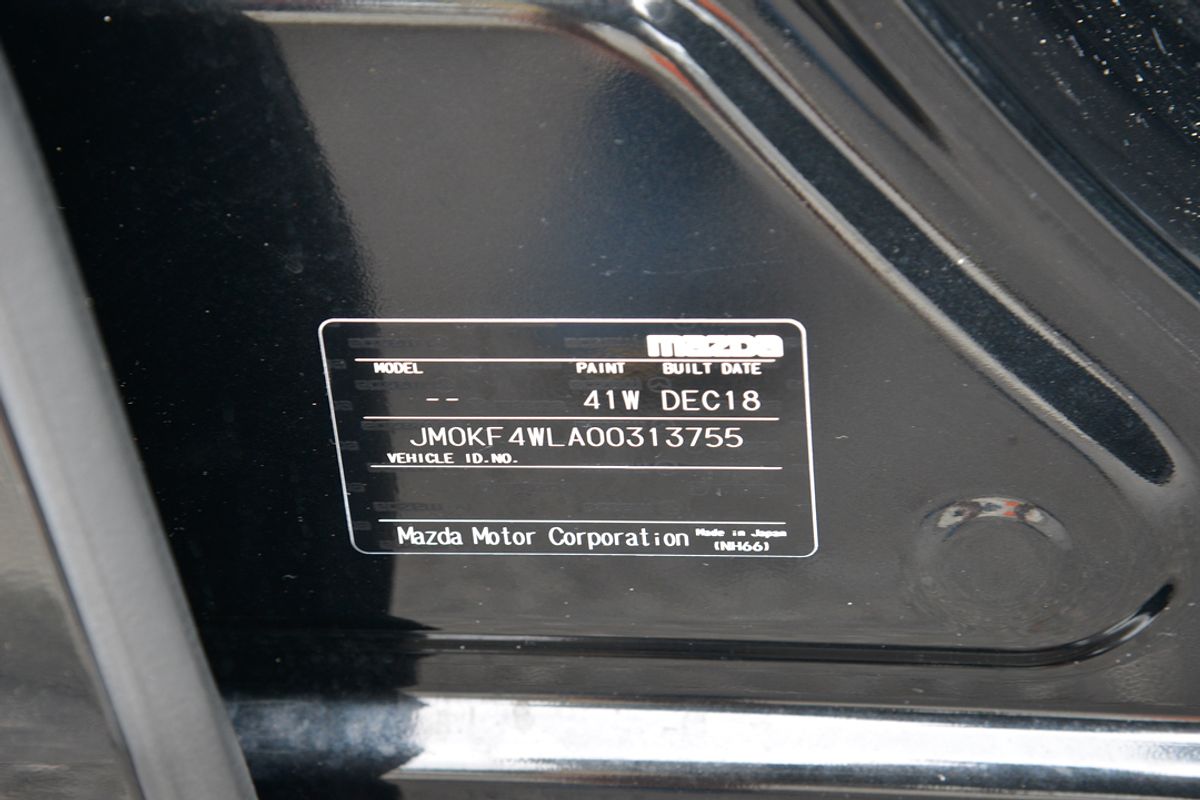 mazda
MODEL PAINT BUILT DATE
-- 41W DEC18
JM0KF4WLA00313755
VEHICLE ID.NO.
Mazda Motor Corporation Made in Japan
(NH66)